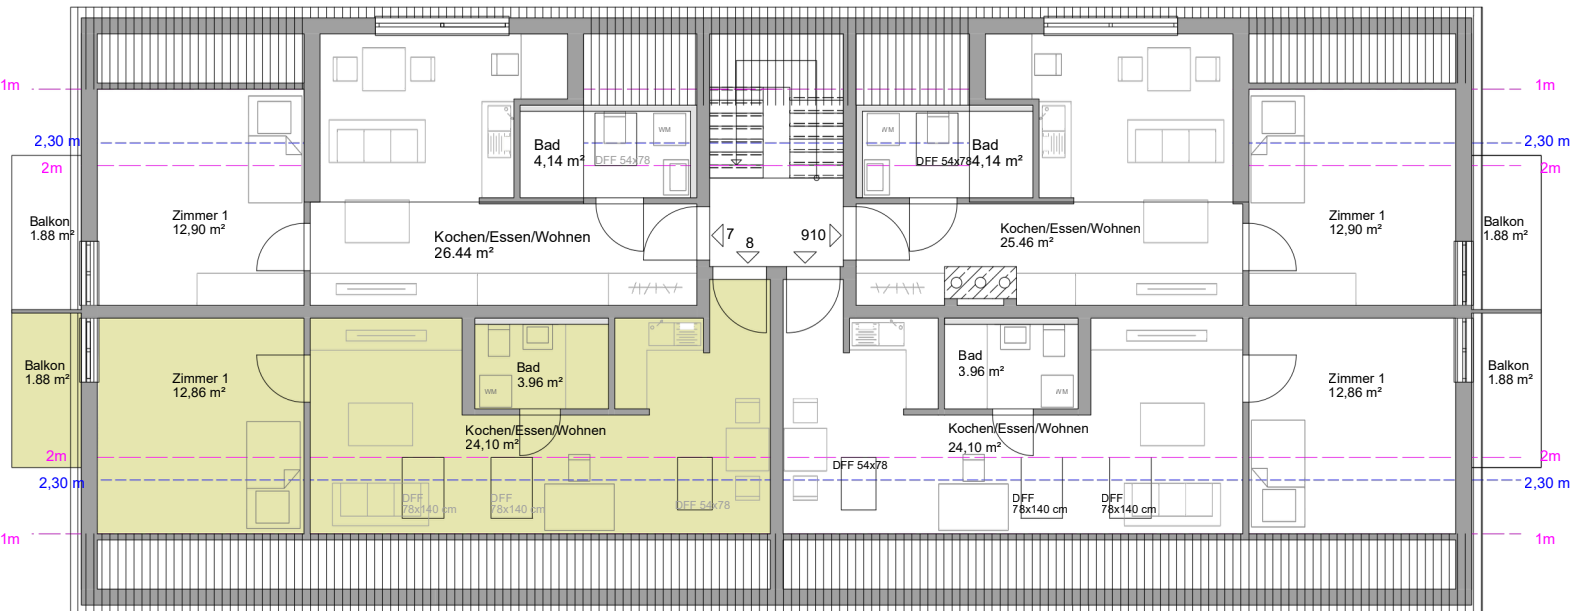 1m
1m
2,30 m
2,30 m
2m
2m
WM
WM
Bad
4,14 m²
DFF 54x78
Bad
4,14 m²
DFF 54x78
Balkon
1.88 m²
Zimmer 1
12,90 m²
Kochen/Essen/Wohnen
26.44 m²
7
8
910
Kochen/Essen/Wohnen
25.46 m²
Zimmer 1
12,90 m²
Balkon
1.88 m²
Balkon
1.88 m²
Zimmer 1
12,86 m²
Bad
3.96 m²
WM
Bad
3.96 m²
WM
Zimmer 1
12,86 m²
Balkon
1.88 m²
Kochen/Essen/Wohnen
24,10 m²
Kochen/Essen/Wohnen
24,10 m²
2m
2m
2,30 m
2,30 m
DFF
78x140 cm
DFF
78x140 cm
DFF 54x78
DFF 54x78
DFF
78x140 cm
DFF
78x140 cm
1m
1m